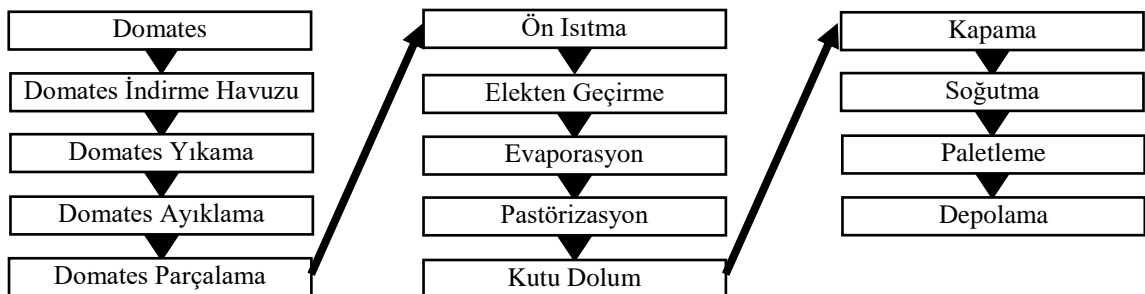 Domates
Domates İndirme Havuzu
Domates Yıkama
Domates Ayıklama
Domates Parçalama
Ön Isıtma
Elekten Geçirme
Evaporasyon
Pastörizasyon
Kutu Dolum
Kapama
Soğutma
Paletleme
Depolama